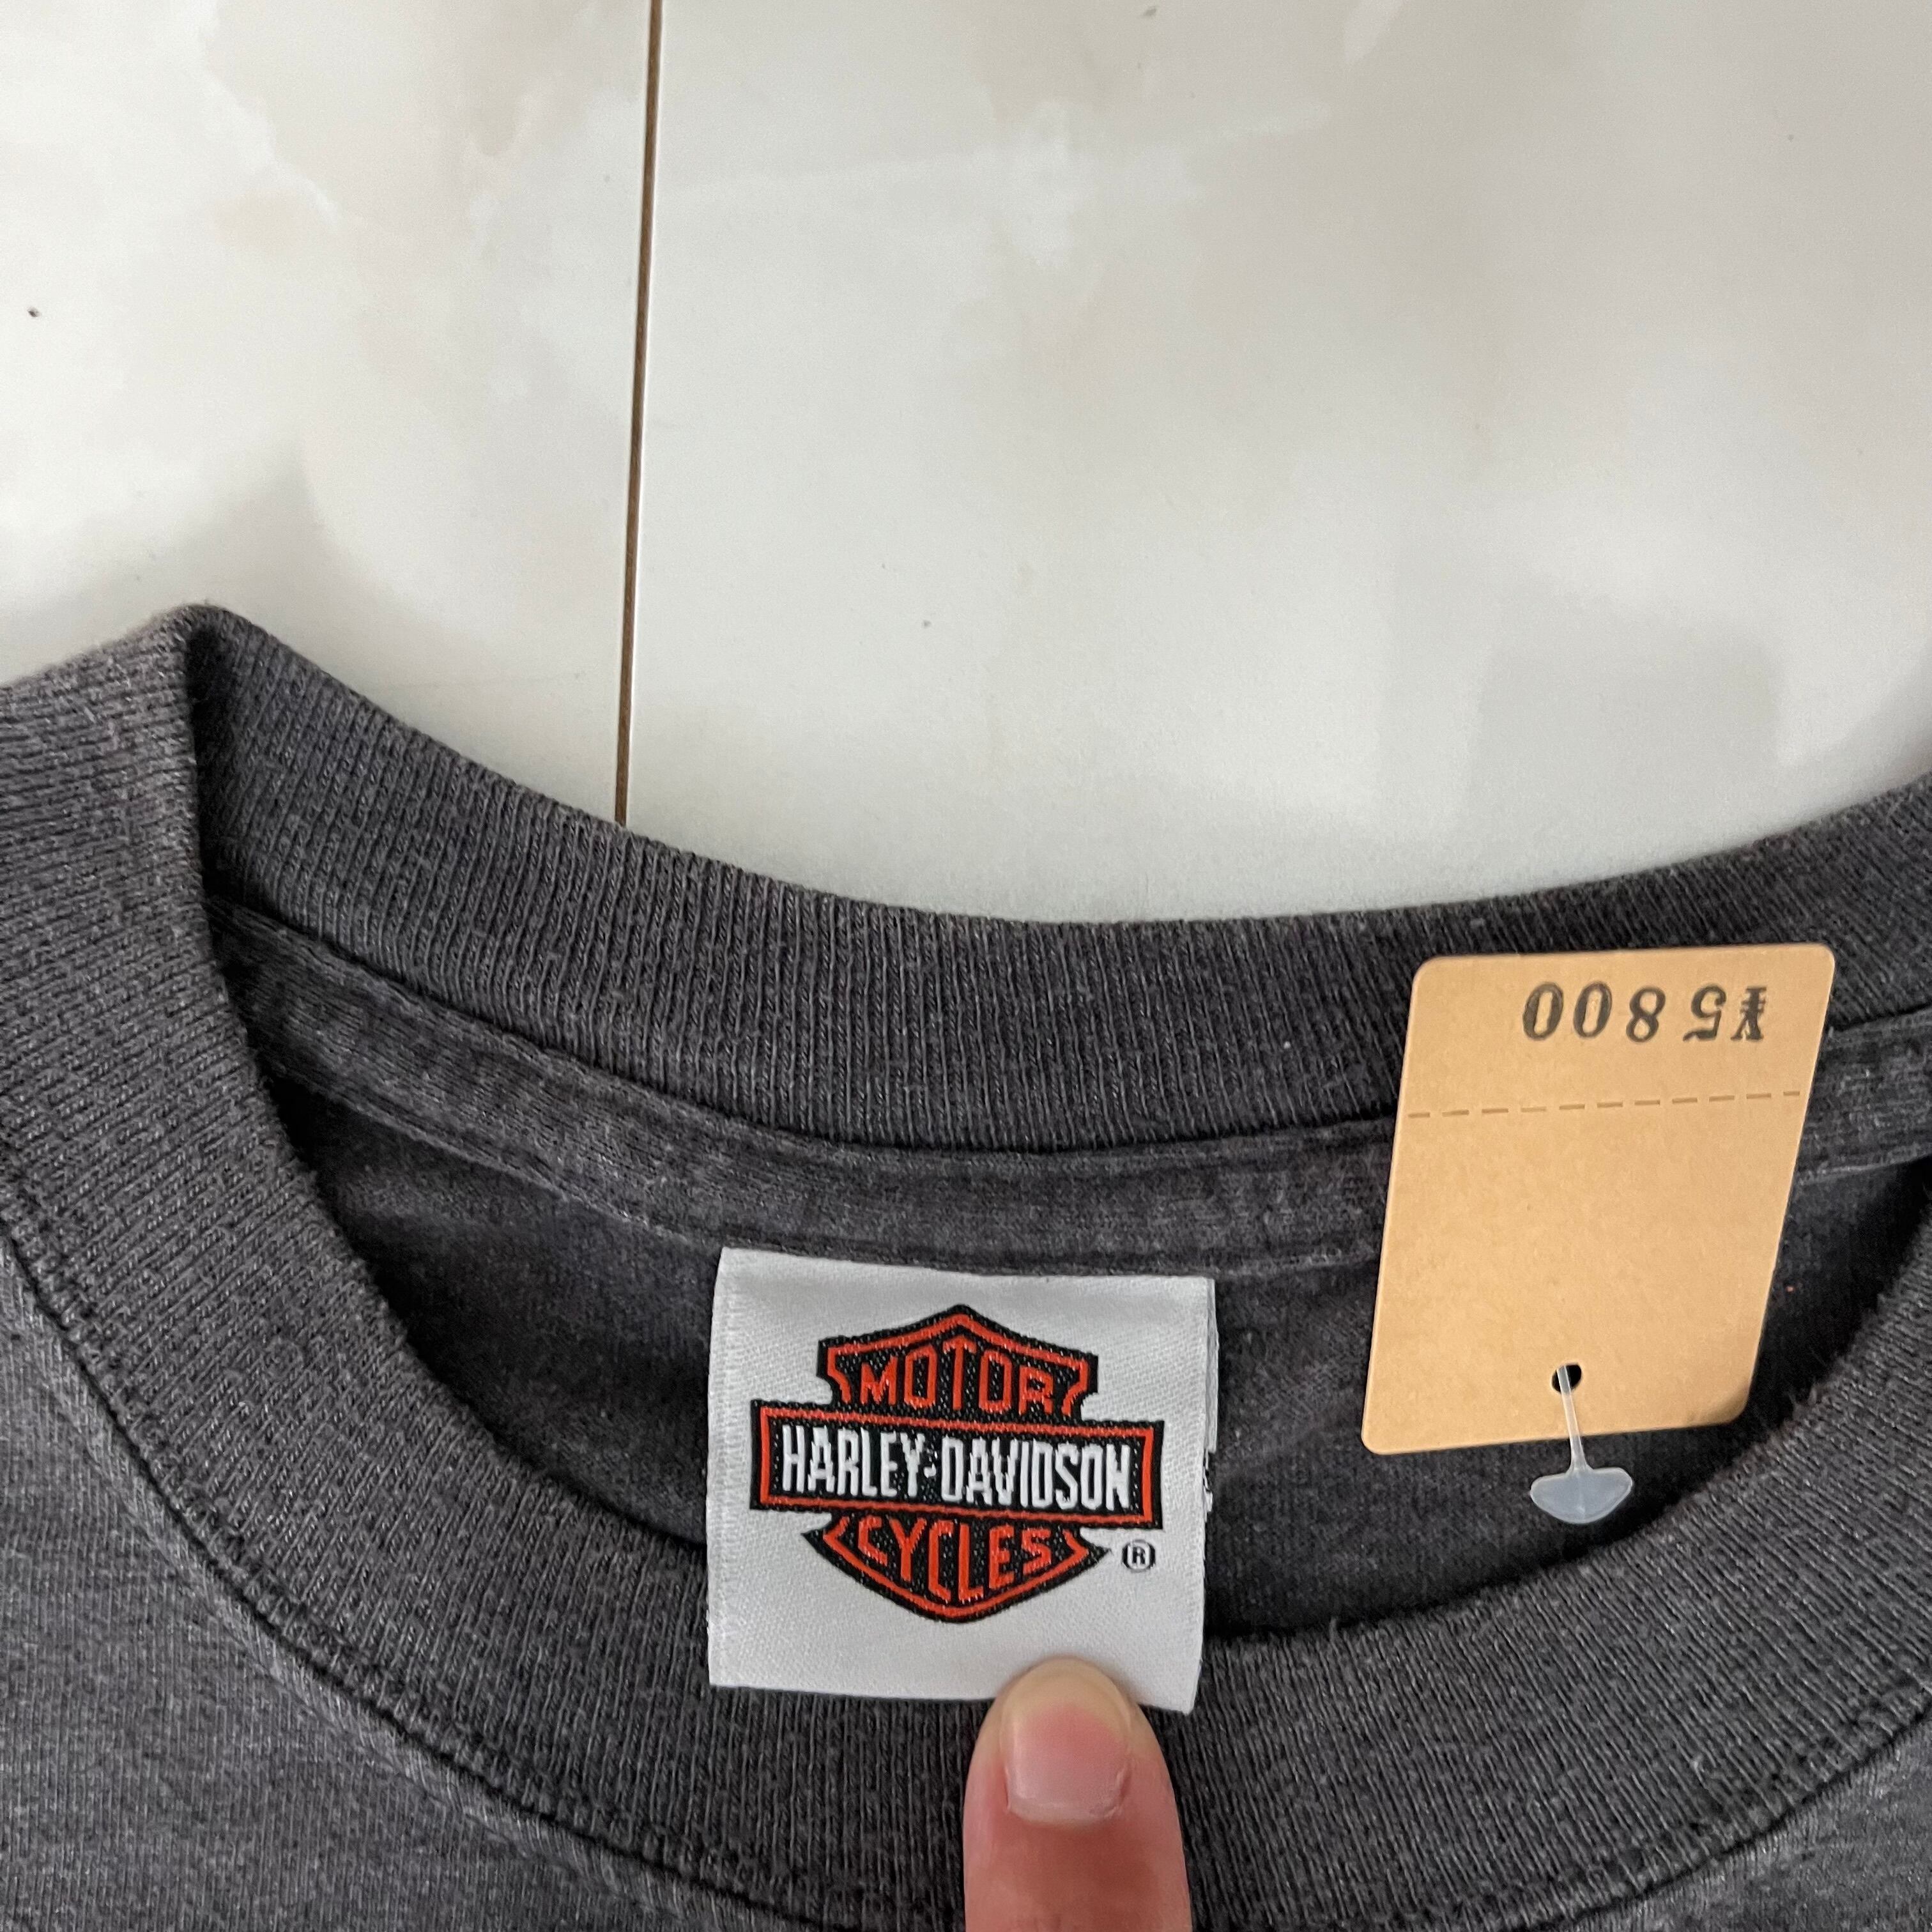 ¥5800
MOTOR
HARLEY-DAVIDSON
CYCLES
®